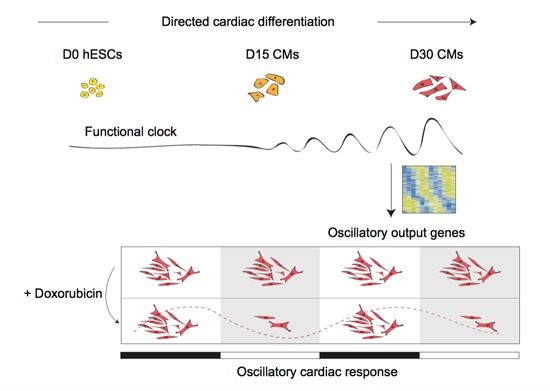 Directed cardiac differentiation
D0 hESCs
D15 CMs
D30 CMs
Functional clock
Oscillatory output genes
+ Doxorubicin
Oscillatory cardiac response